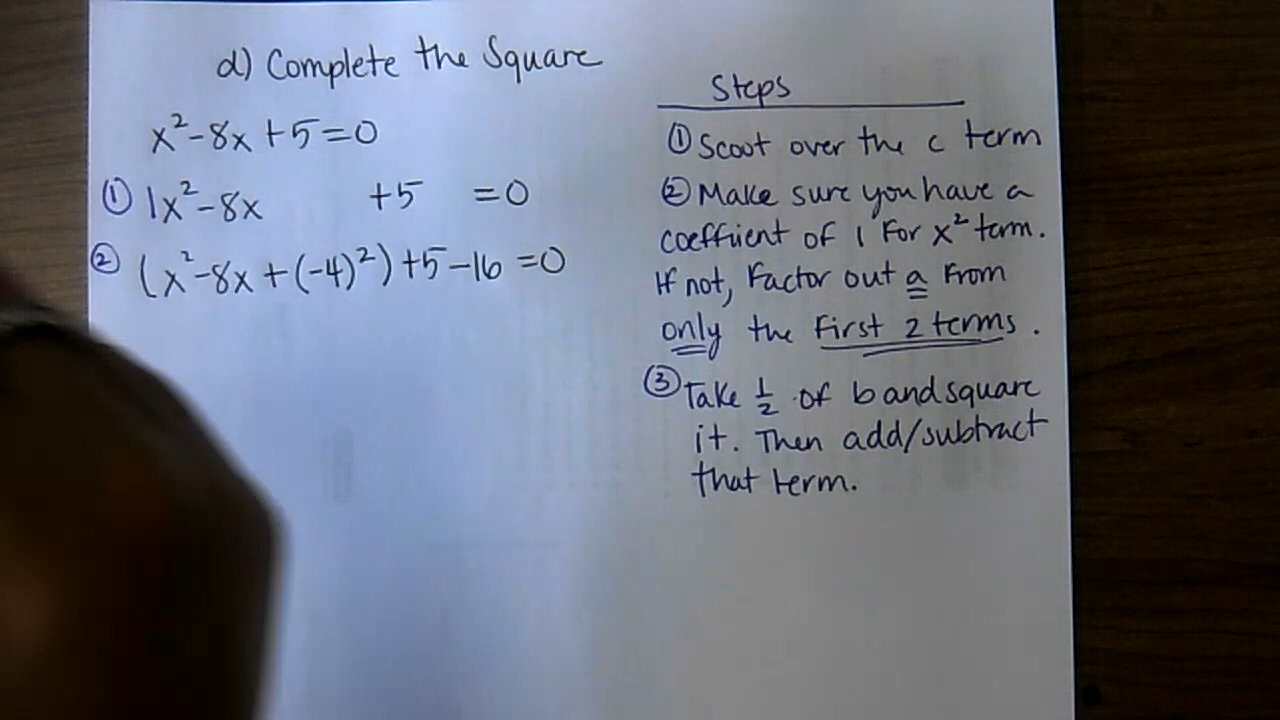 d) Complete the Square
x²-8x+5=0
① 1x²-8x +5 =0
② (x²-8x+(-4)²)+5-16=0
Steps
① Scoot over the c term
② Make sure you have a
coeffiient of 1 for x² term.
If not, Factor out a from
only the first 2 terms.
③ Take 1/2 of b and square
it. Then add/subtract
that term.